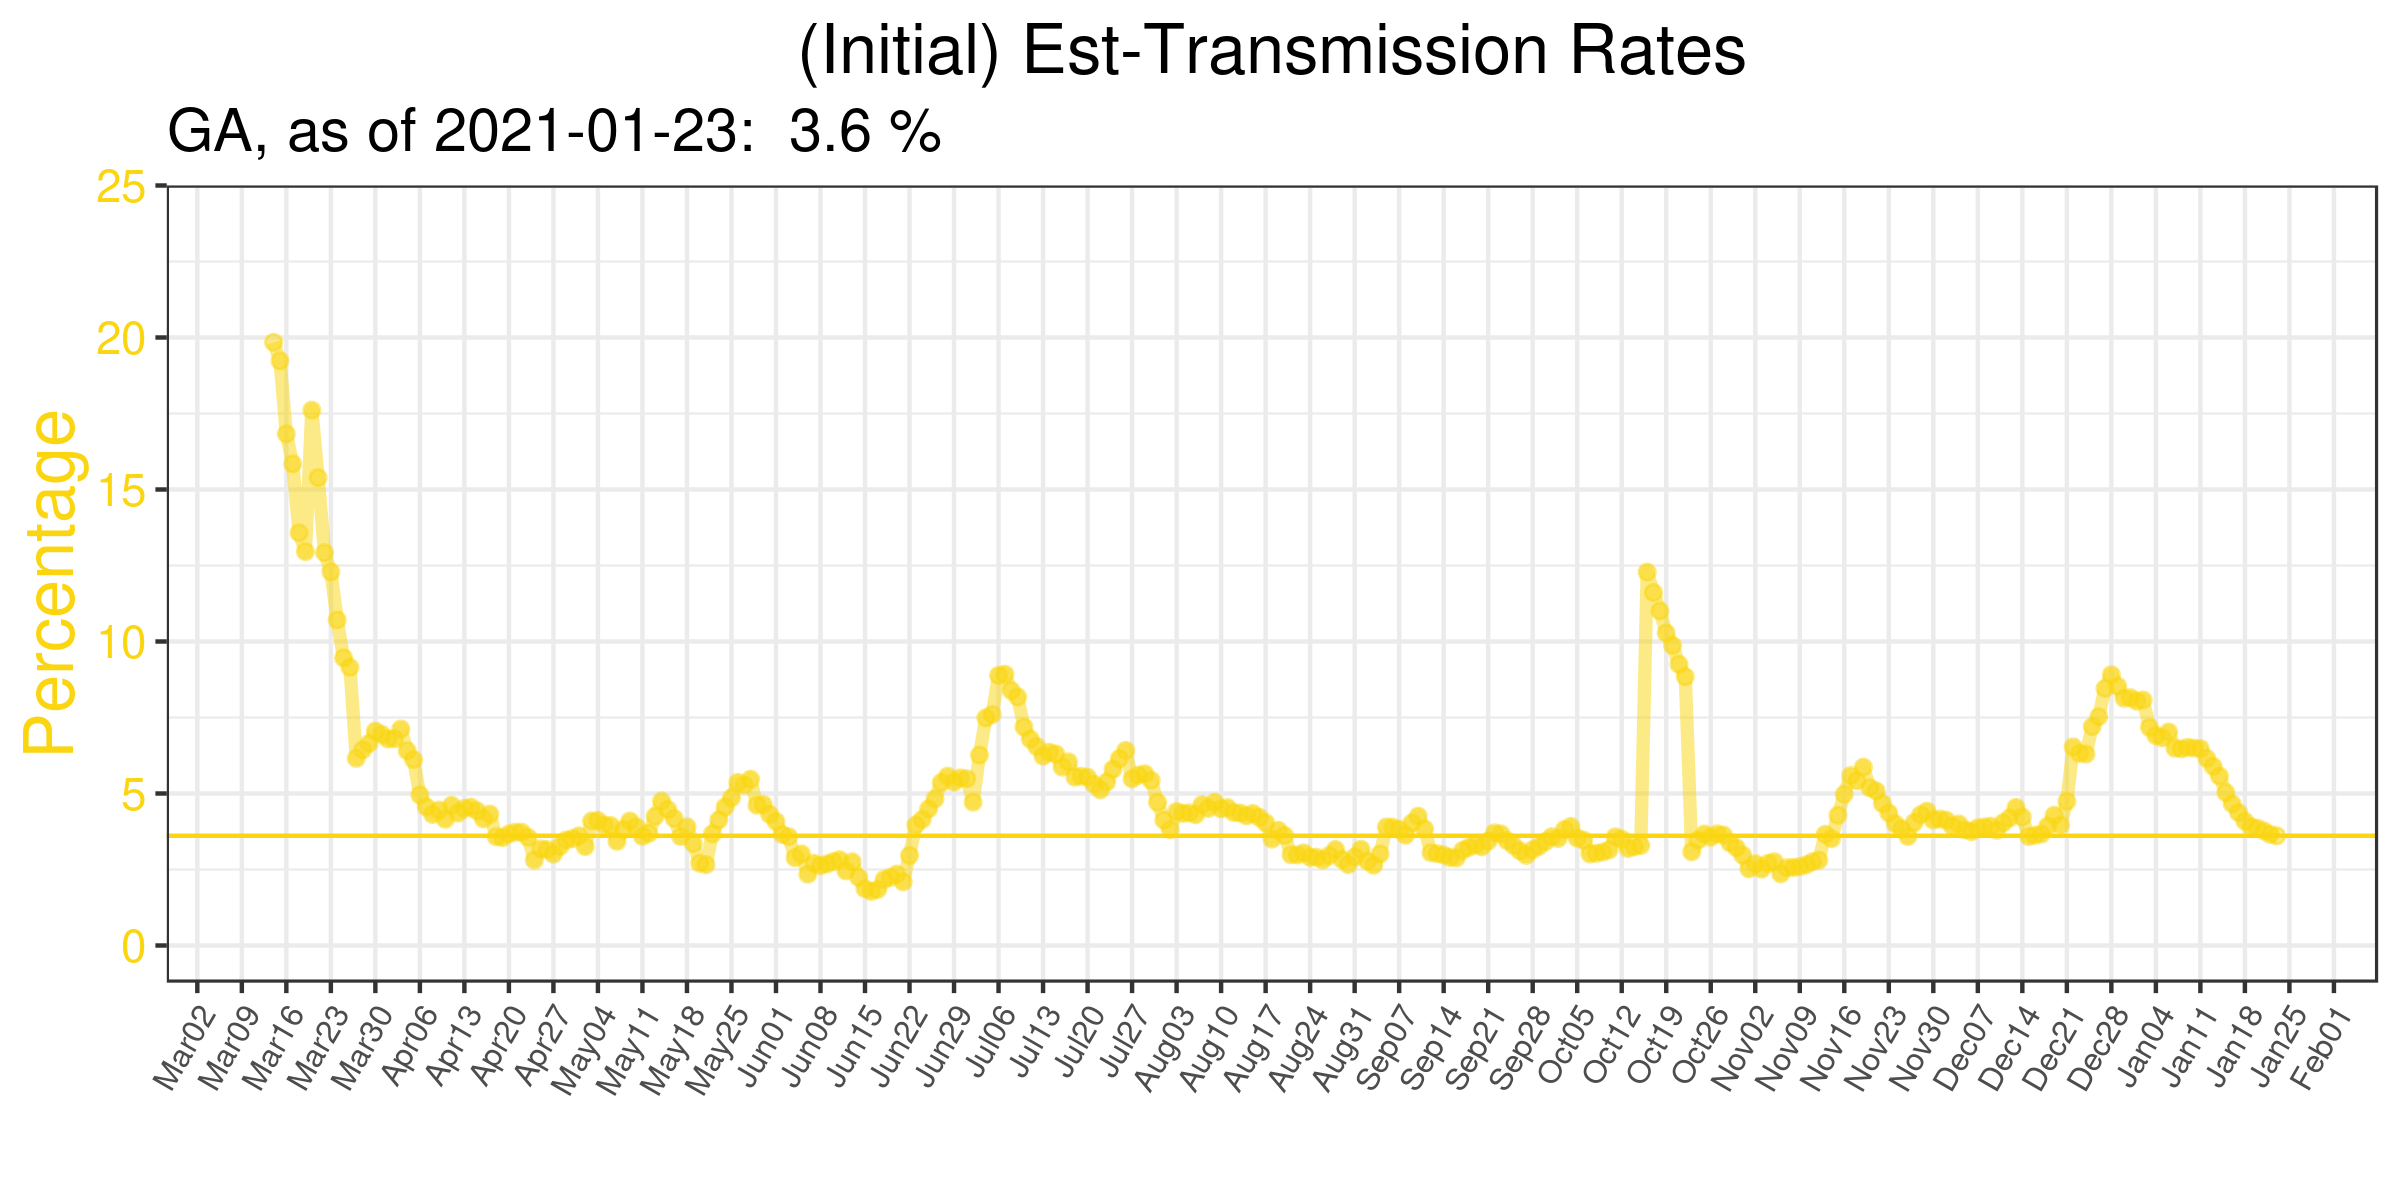 (Initial) Est-Transmission Rates
GA, as of 2021-01-23:  3.6 %
Percentage
25
20
15
10
5
0
Mar02
Mar09
Mar16
Mar23
Mar30
Apr06
Apr13
Apr20
Apr27
May04
May11
May18
May25
Jun01
Jun08
Jun15
Jun22
Jun29
Jul06
Jul13
Jul20
Jul27
Aug03
Aug10
Aug17
Aug24
Aug31
Sep07
Sep14
Sep21
Sep28
Oct05
Oct12
Oct19
Oct26
Nov02
Nov09
Nov16
Nov23
Nov30
Dec07
Dec14
Dec21
Dec28
Jan04
Jan11
Jan18
Jan25
Feb01